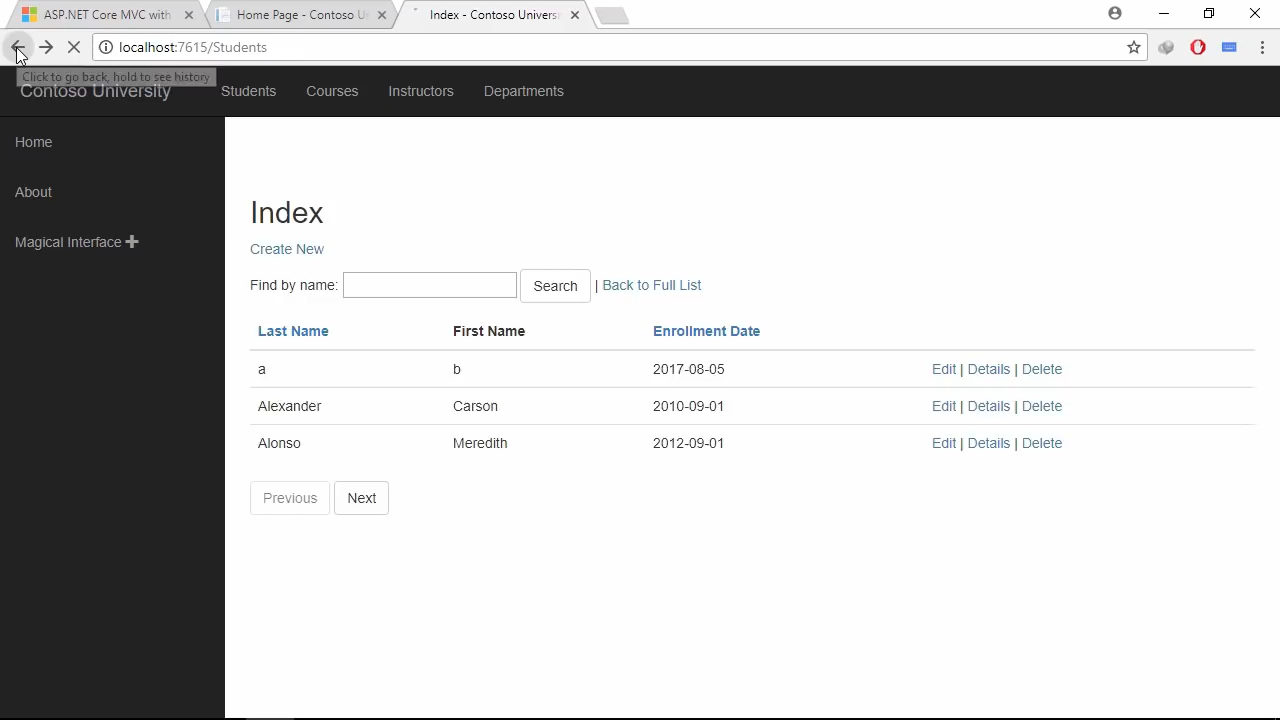 ASP.NET Core MVC with
Home Page - Contoso Un
Index - Contoso Univers
localhost:7615/Students
Click to go back, hold to see history
Contoso University
Students
Courses
Instructors
Departments
Home
About
Magical Interface
Index
Create New
Find by name:
Search
| Back to Full List
Last Name First Name Enrollment Date
a b 2017-08-05 Edit | Details | Delete
Alexander Carson 2010-09-01 Edit | Details | Delete
Alonso Meredith 2012-09-01 Edit | Details | Delete
Previous
Next